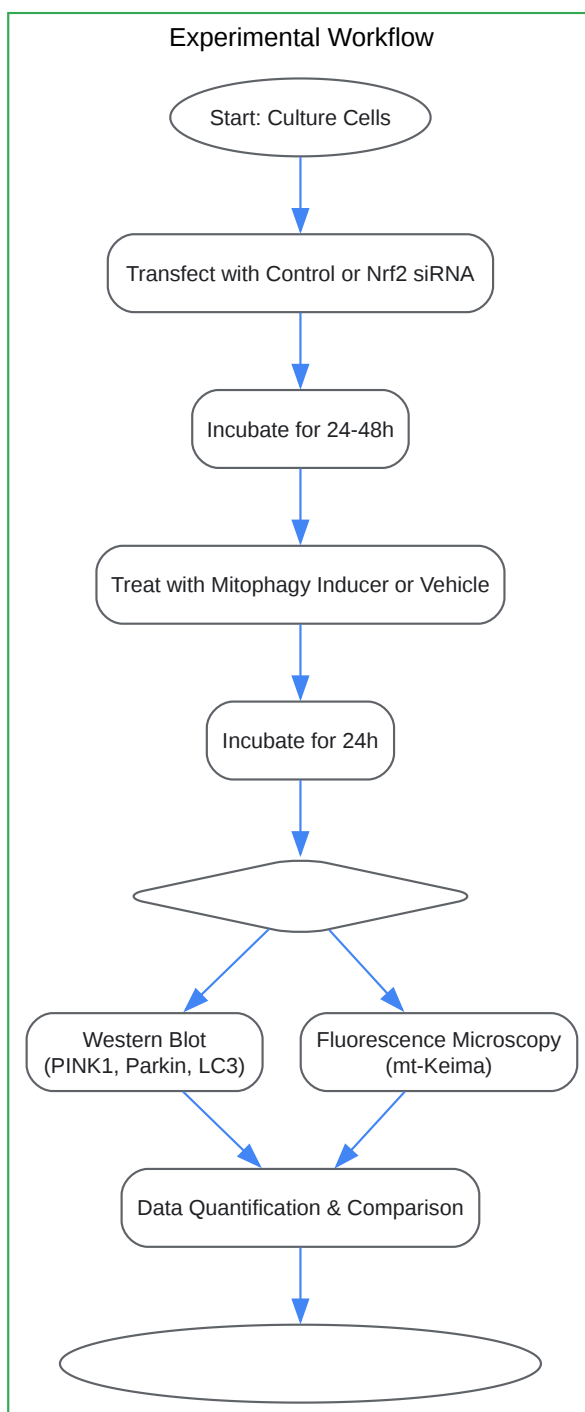 Experimental Workflow
Start: Culture Cells
Transfect with Control or Nrf2 siRNA
Incubate for 24-48h
Treat with Mitophagy Inducer or Vehicle
Incubate for 24h
Western Blot
(PINK1, Parkin, LC3)
Fluorescence Microscopy
(mt-Keima)
Data Quantification & Comparison